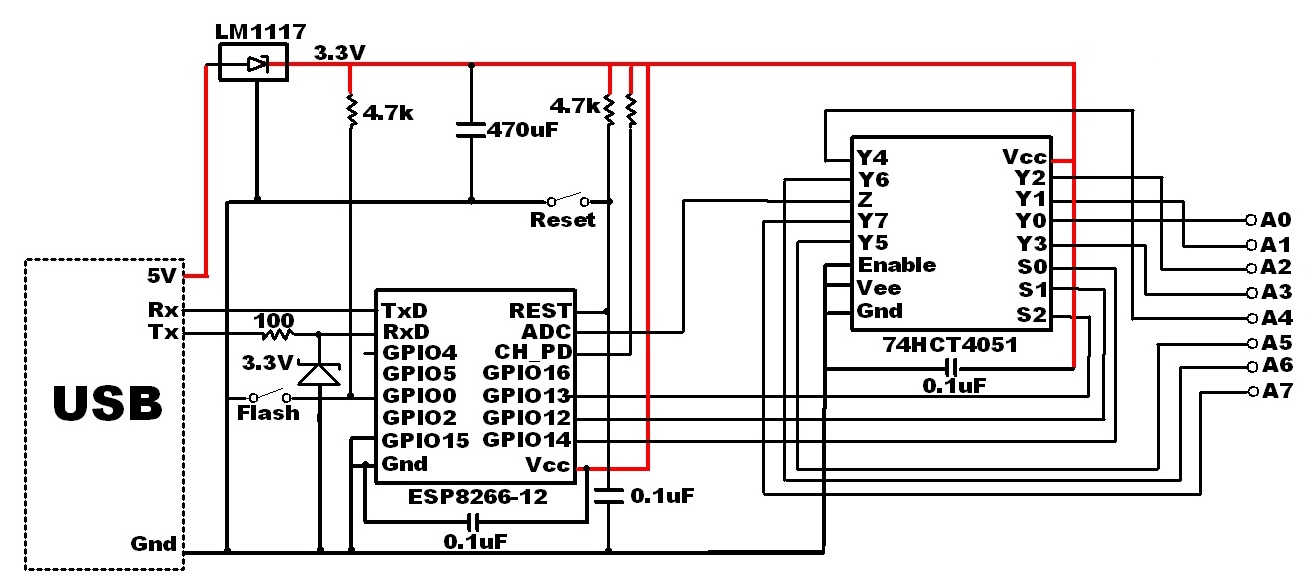 LM1117
3.3V
4.7k
470uF
4.7k
Reset
5V
Rx
Tx
100
3.3V
Flash
USB
Gnd
TxD
RxD
GPIO4
GPIO5
GPIO0
GPIO2
GPIO15
Gnd
REST
ADC
CH_PD
GPIO16
GPIO13
GPIO12
GPIO14
Vcc
ESP8266-12
0.1uF
0.1uF
Y4
Y6
Z
Y7
Y5
Enable
Vee
Gnd
Vcc
Y2
Y1
Y0
Y3
S0
S1
S2
74HCT4051
0.1uF
A0
A1
A2
A3
A4
A5
A6
A7